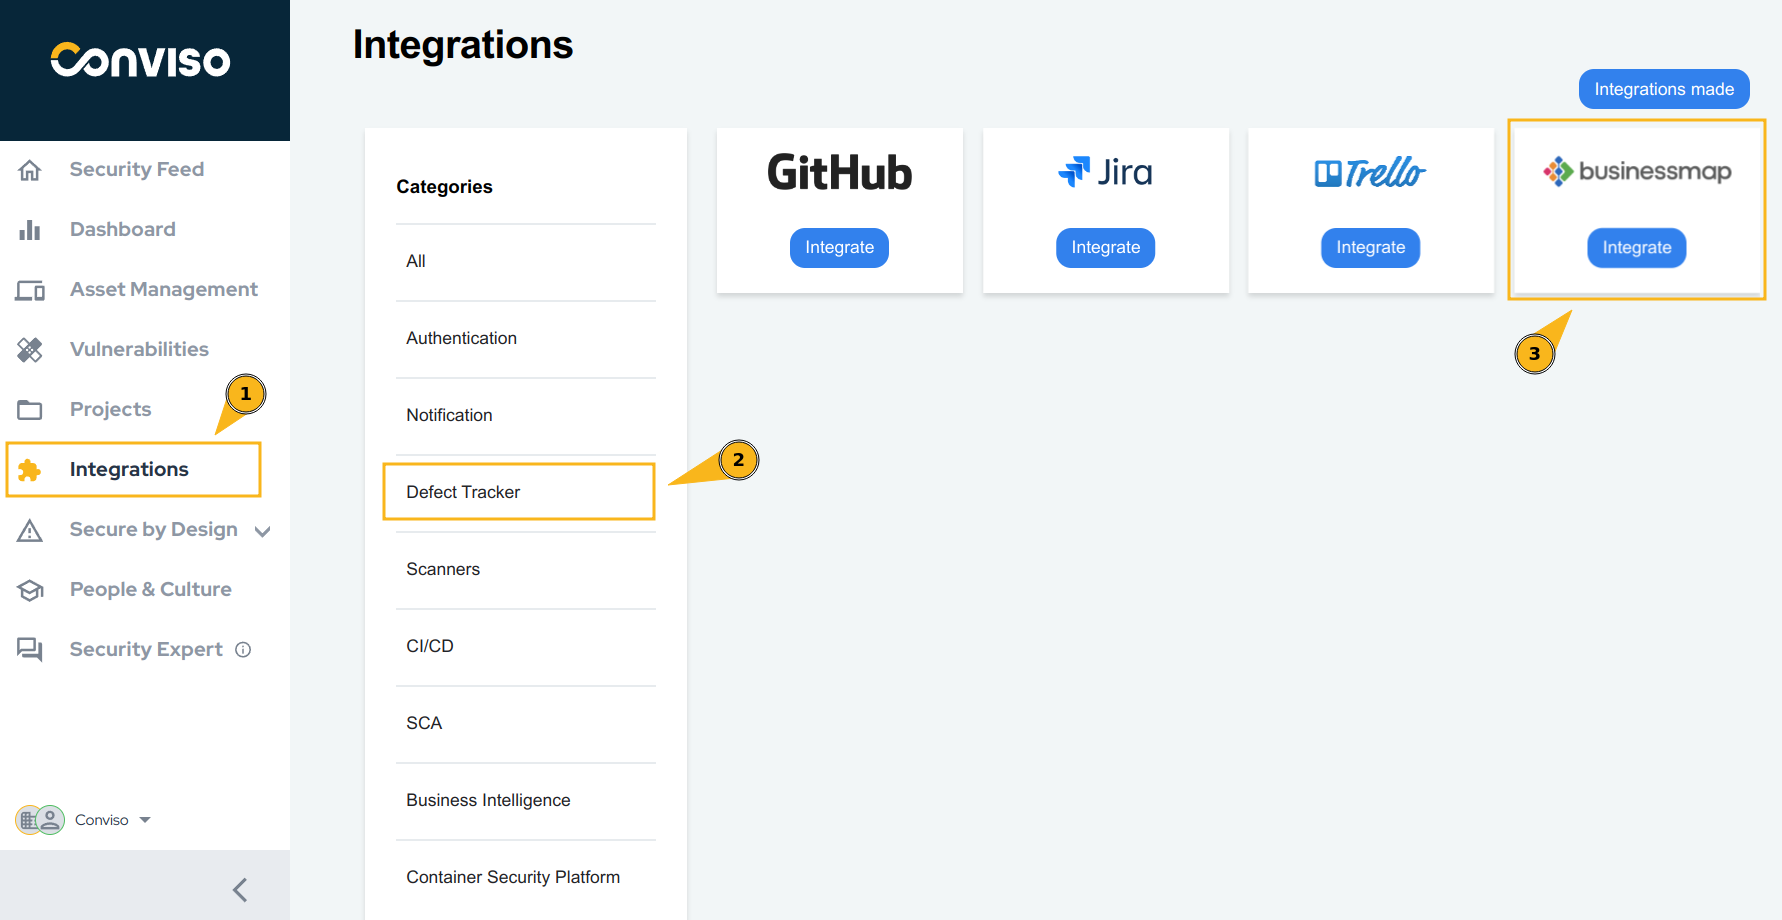 Conviso
Integrations
Integrations made
Security Feed
Dashboard
Asset Management
Vulnerabilities
Projects
1
Integrations
Secure by Design
People & Culture
Security Expert
Conviso
Categories
All
Authentication
Notification
Defect Tracker
2
Scanners
CI/CD
SCA
Business Intelligence
Container Security Platform
GitHub
Integrate
Jira
Integrate
Trello
Integrate
businessmap
Integrate
3